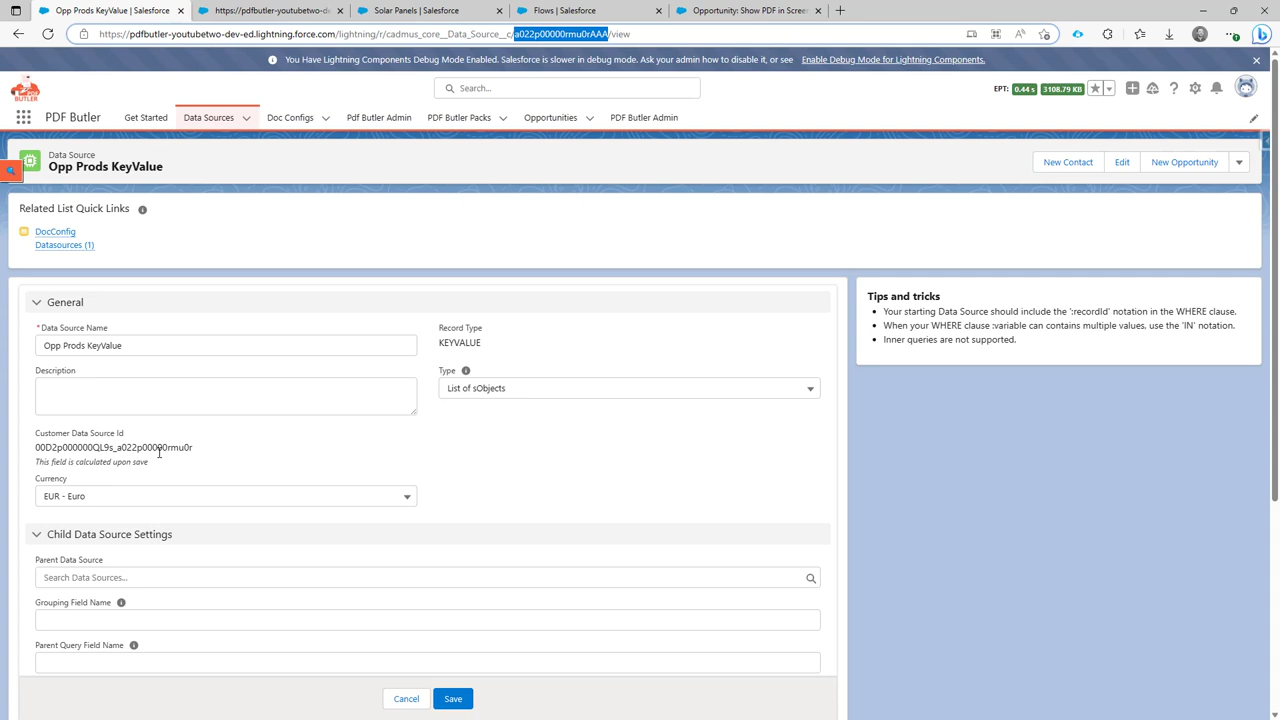 Opp Prods KeyValue
https://pdfbutler-youtubetwo-de
Solar Panels | Salesforce
Flows | Salesforce
Opportunity: Show PDF in Screen
https://pdfbutler-youtubetwo-dev-ed.lightning.force.com/lightning/r/cadmus_core__Data_Source__c/a022p00000rmu0rAAA/view
You Have Lightning Components Debug Mode Enabled. Salesforce is slower in debug mode. Ask your admin how to disable it, or see Enable Debug Mode for Lightning Components.
PDF BUTLER
Search...
EPT: 0.44 s 3108.79 KB
PDF Butler
Get Started
Data Sources
Doc Configs
Pdf Butler Admin
PDF Butler Packs
Opportunities
PDF Butler Admin
Data Source
Opp Prods KeyValue
New Contact
Edit
New Opportunity
Related List Quick Links
DocConfig
Datasources (1)
General
*Data Source Name
Opp Prods KeyValue
Record Type
KEYVALUE
Description
Type
List of sObjects
Customer Data Source Id
00D2p000000QL9s_a022p00000rmu0r
This field is calculated upon save
Currency
EUR - Euro
Child Data Source Settings
Parent Data Source
Search Data Sources...
Grouping Field Name
Parent Query Field Name
Cancel
Save
Tips and tricks
• Your starting Data Source should include the ':recordId' notation in the WHERE clause.
• When your WHERE clause :variable can contains multiple values, use the 'IN' notation.
• Inner queries are not supported.